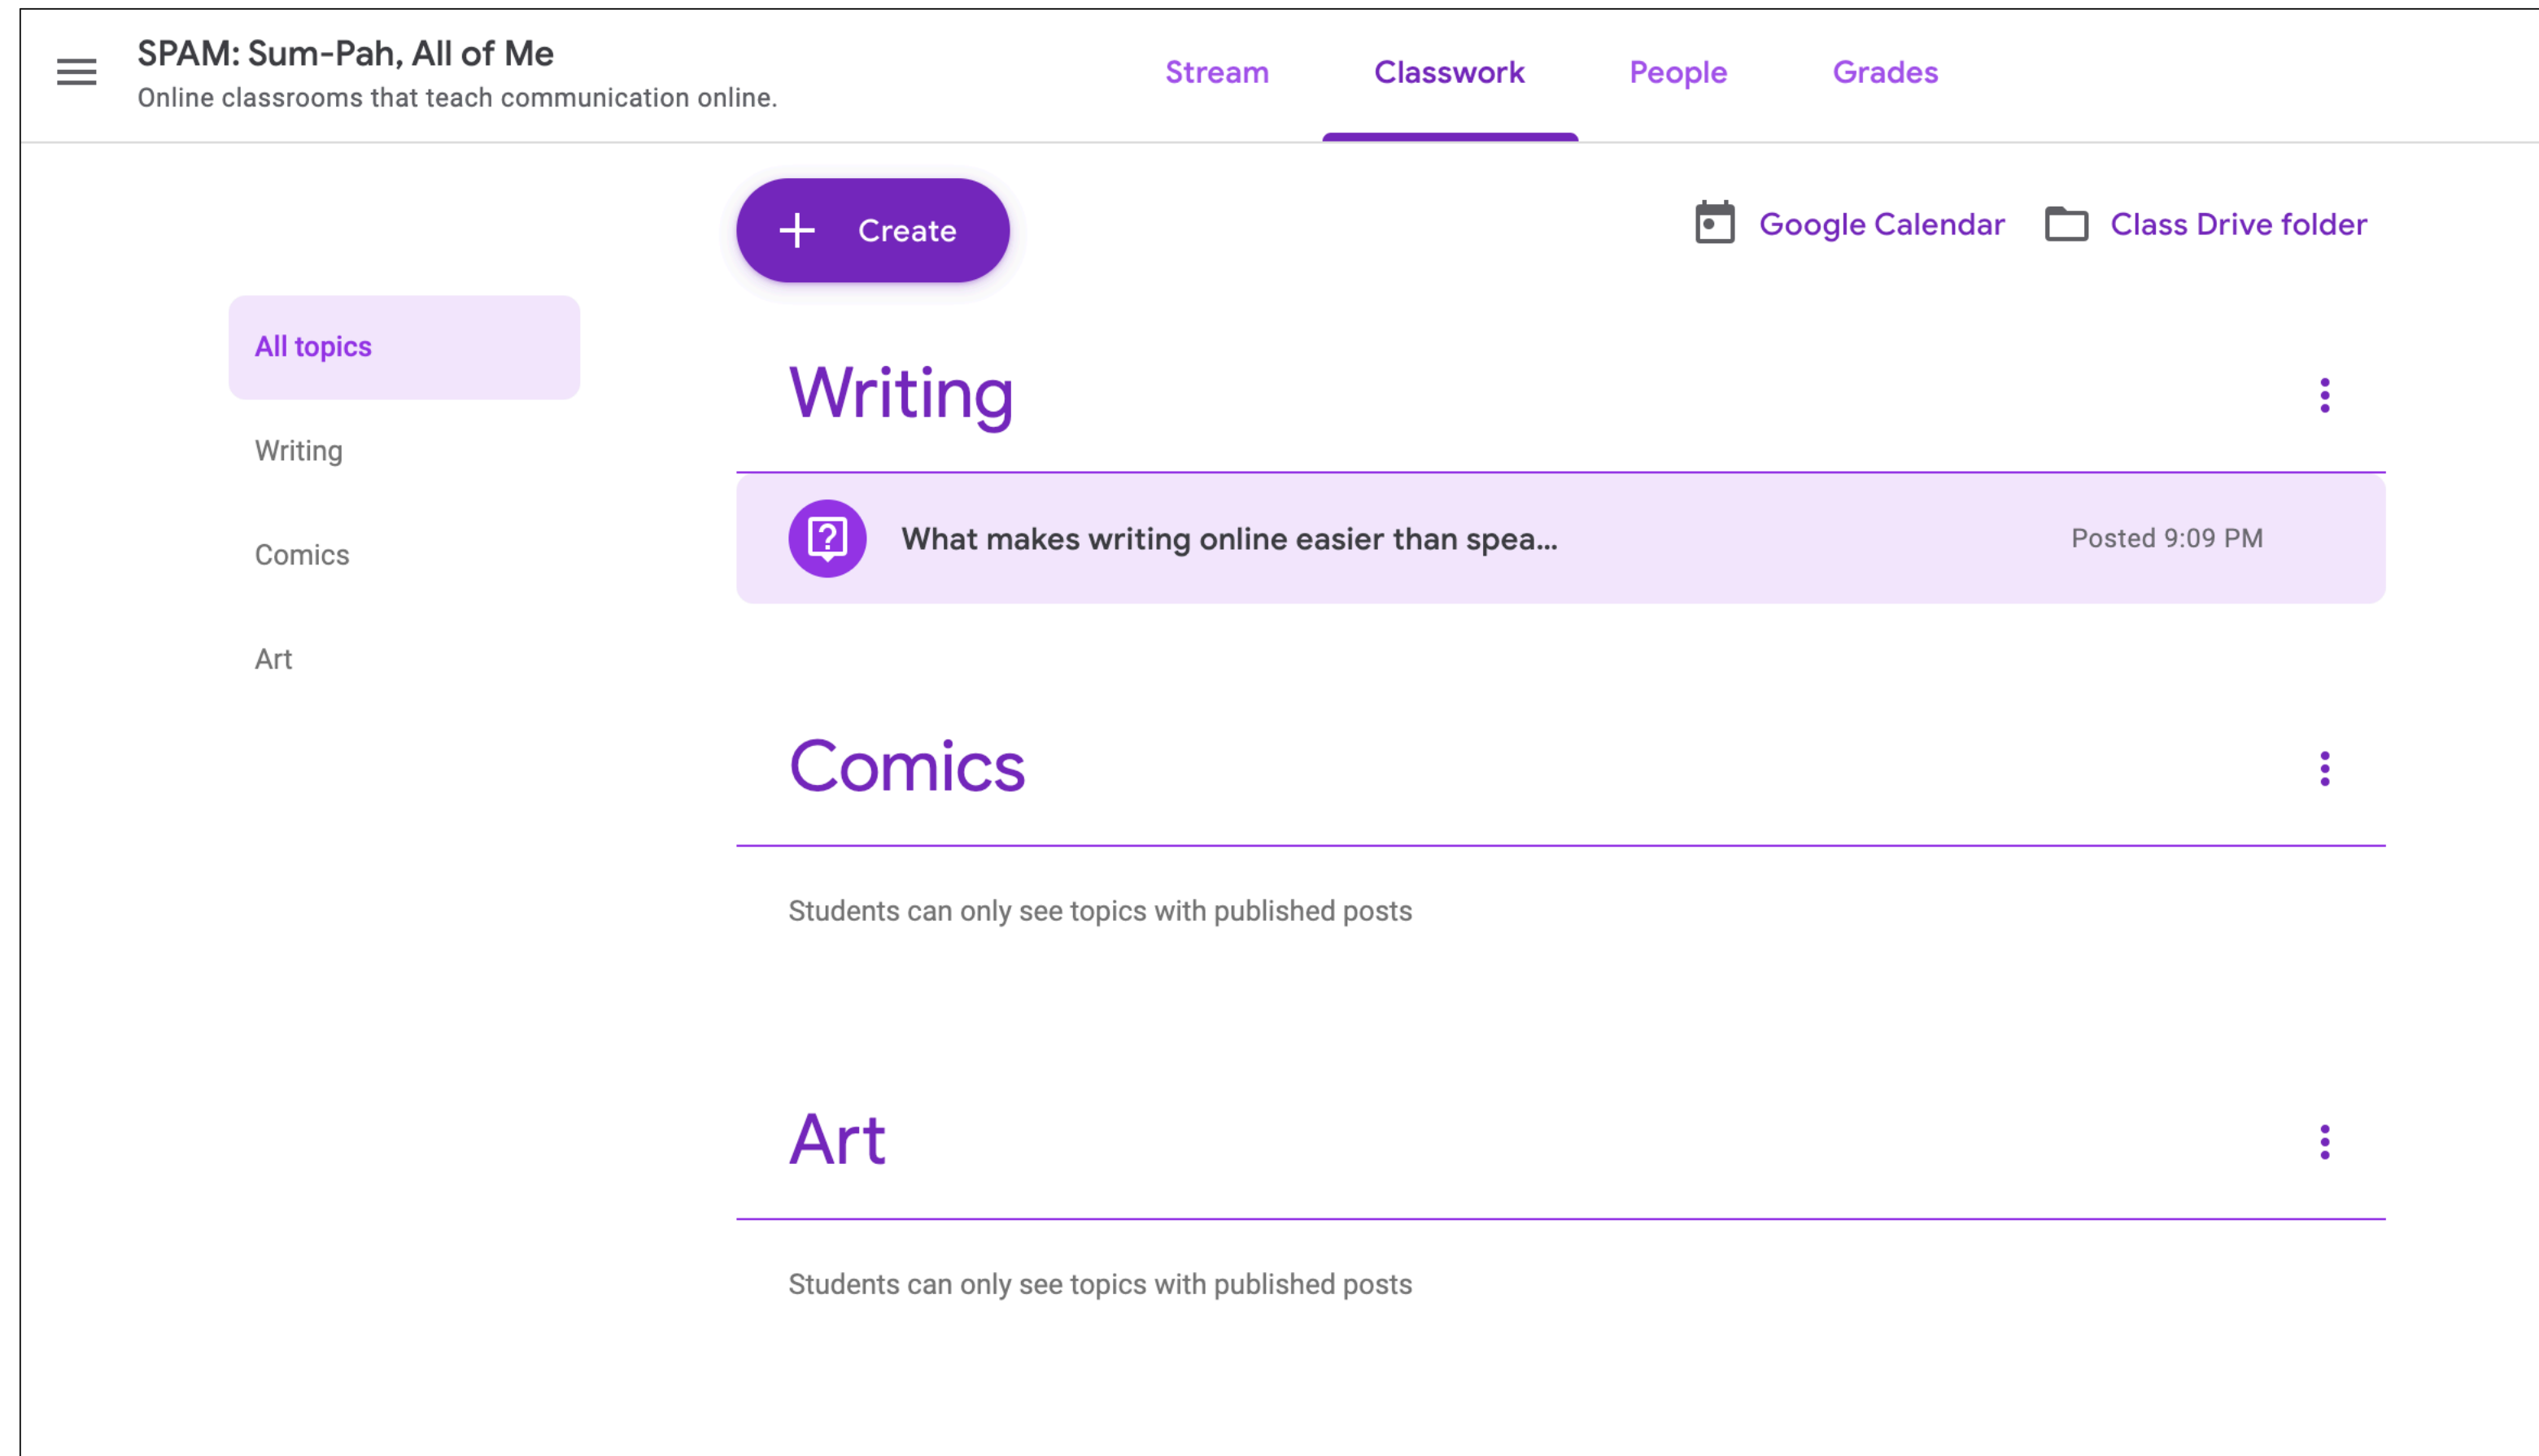 SPAM: Sum-Pah, All of Me
Online classrooms that teach communication online.
Stream
Classwork
People
Grades
Create
Google Calendar
Class Drive folder
All topics
Writing
Comics
Art
Writing
What makes writing online easier than spea...
Posted 9:09 PM
Comics
Students can only see topics with published posts
Art
Students can only see topics with published posts